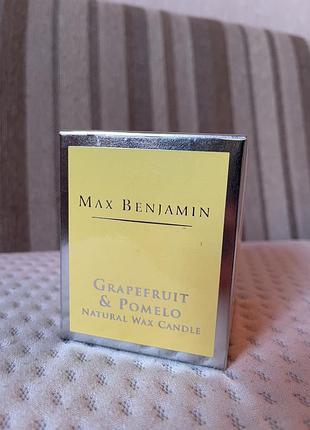 MAX BENJAMIN
GRAPEFRUIT
& POMELO
NATURAL WAX CANDLE